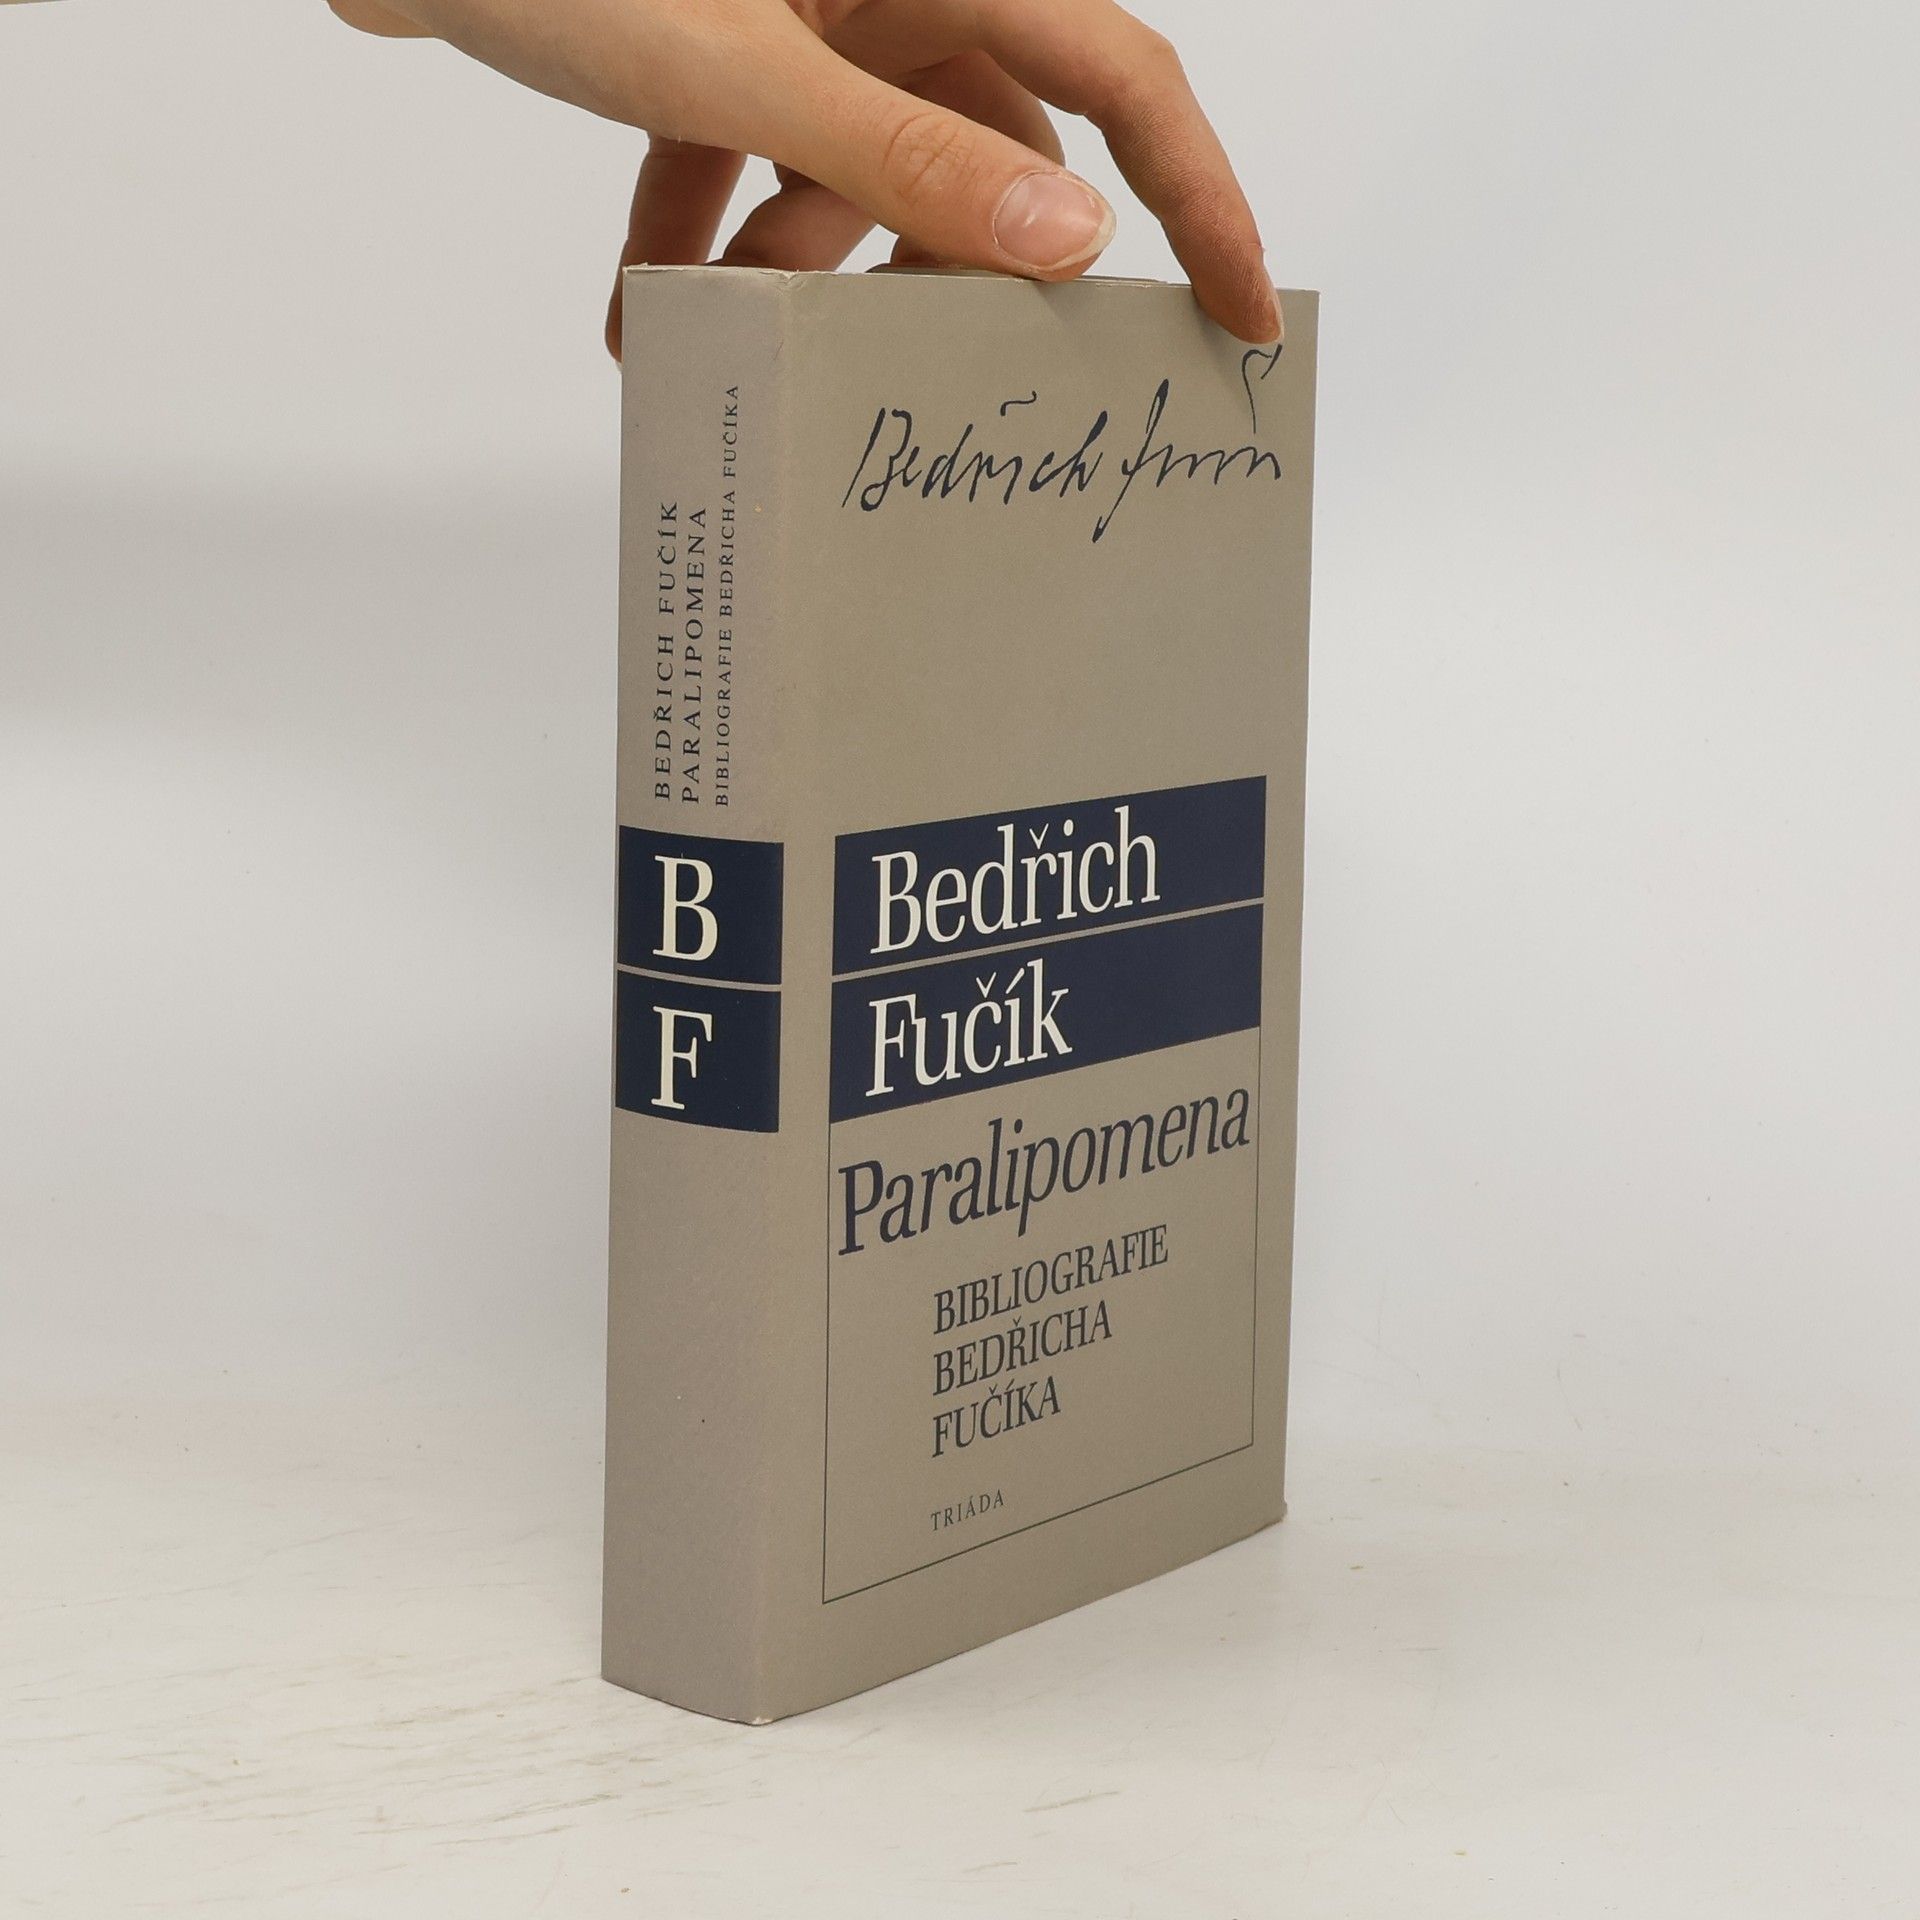 BEDŘICH FUČÍK
PARALIPOMENA
BIBLIOGRAFIE BEDŘICHA FUČÍKA
B
F
Bedřich Fučík
Bedřich
Fučík
Paralipomena
BIBLIOGRAFIE
BEDŘICHA
FUČÍKA
TRIÁDA